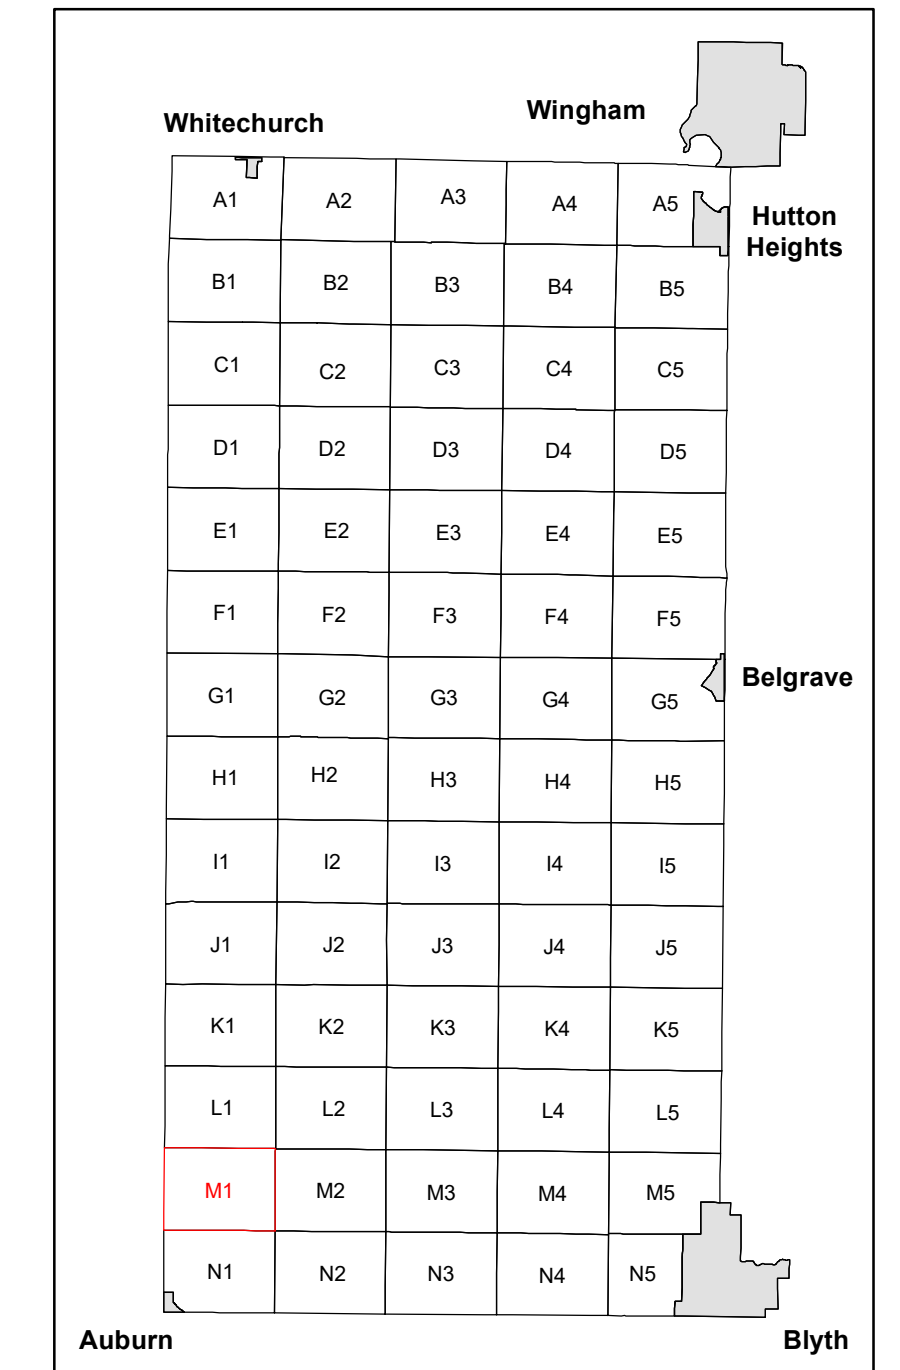 Wingham
Whitechurch
A1 A2 A3 A4 A5
Hutton
Heights
B1 B2 B3 B4 B5
C1 C2 C3 C4 C5
D1 D2 D3 D4 D5
E1 E2 E3 E4 E5
F1 F2 F3 F4 F5
Belgrave
G1 G2 G3 G4 G5
H1 H2 H3 H4 H5
I1 I2 I3 I4 I5
J1 J2 J3 J4 J5
K1 K2 K3 K4 K5
L1 L2 L3 L4 L5
M1 M2 M3 M4 M5
N1 N2 N3 N4 N5
Auburn Blyth